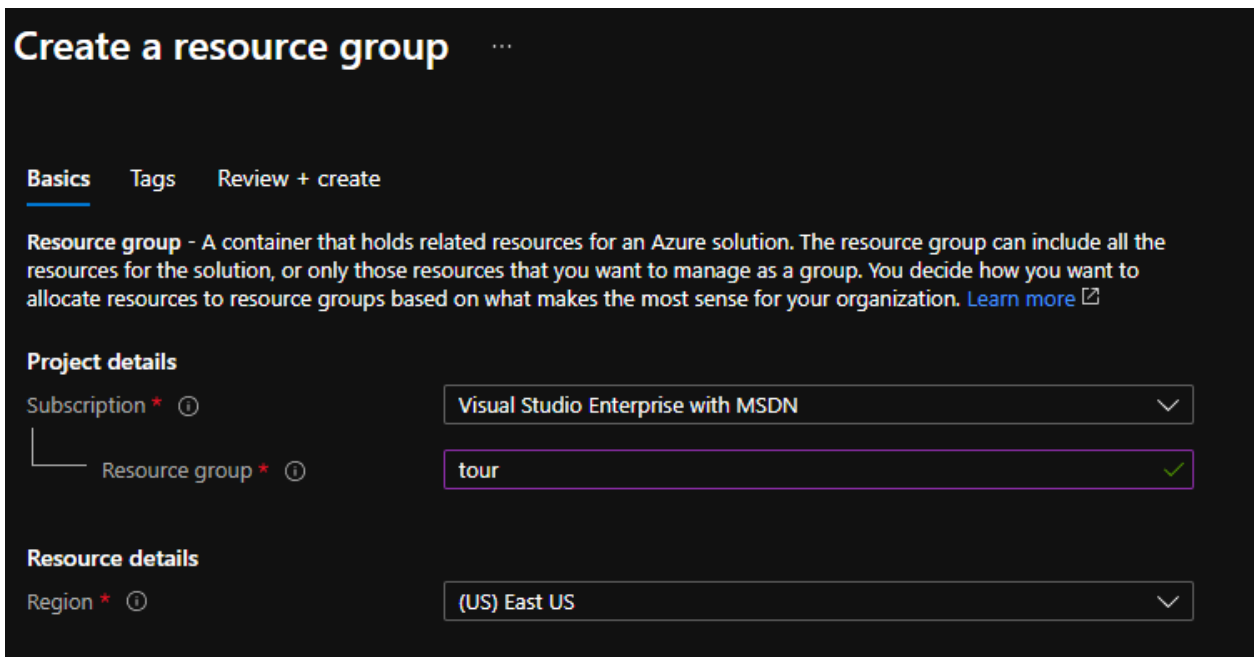 Create a resource group ...
Basics Tags Review + create
Resource group - A container that holds related resources for an Azure solution. The resource group can include all the
resources for the solution, or only those resources that you want to manage as a group. You decide how you want to
allocate resources to resource groups based on what makes the most sense for your organization. Learn more
Project details
Subscription * Visual Studio Enterprise with MSDN
Resource group * tour
Resource details
Region * (US) East US